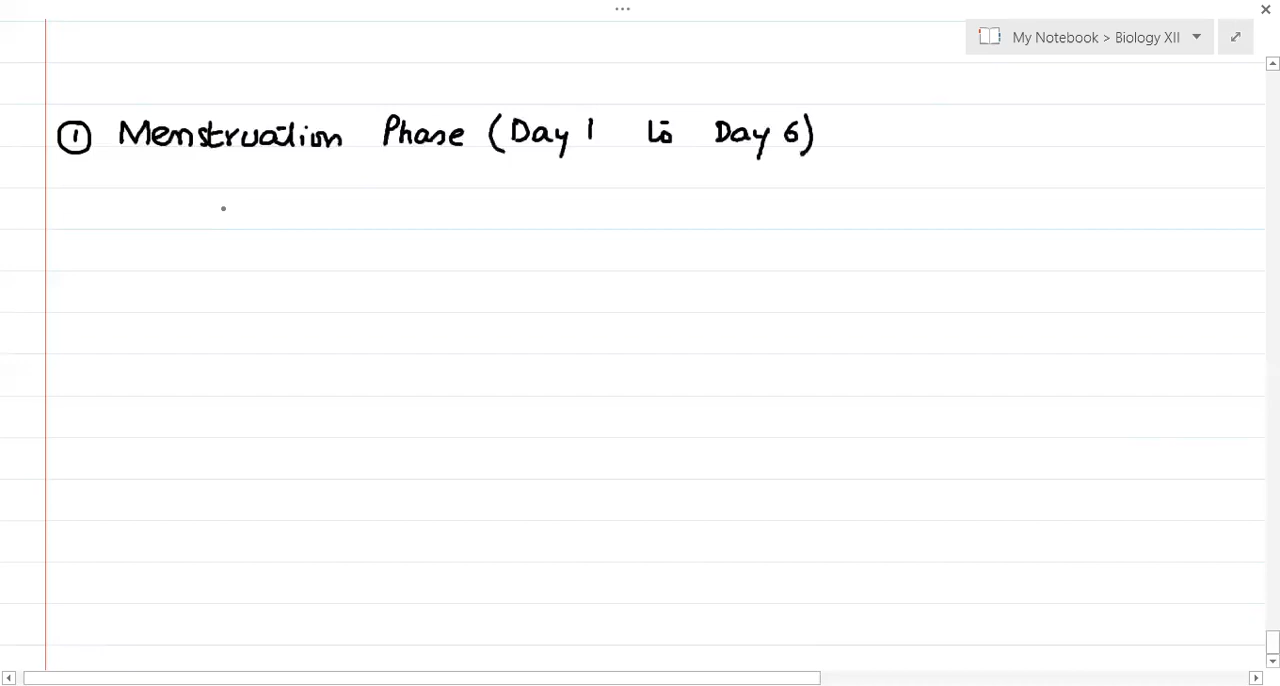 My Notebook > Biology XII
① Menstruation Phase (Day 1 to Day 6)